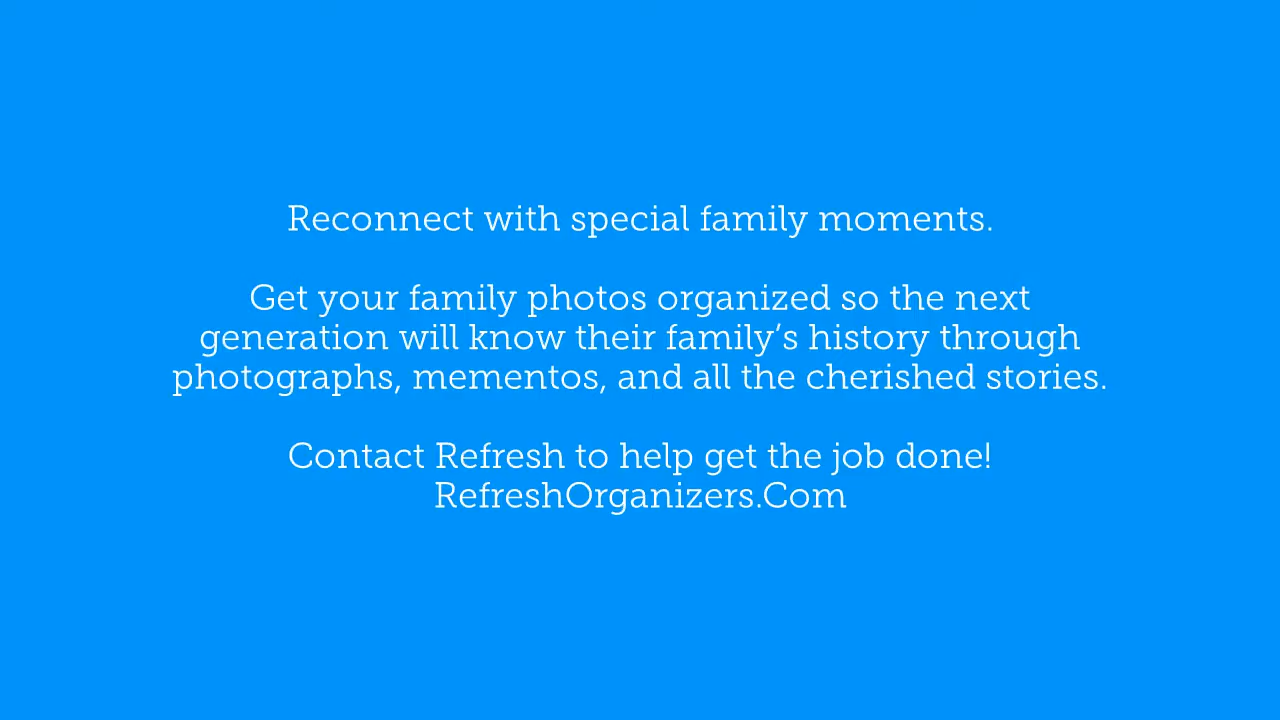 Reconnect with special family moments.
Get your family photos organized so the next
generation will know their family’s history through
photographs, mementos, and all the cherished stories.
Contact Refresh to help get the job done!
RefreshOrganizers.Com